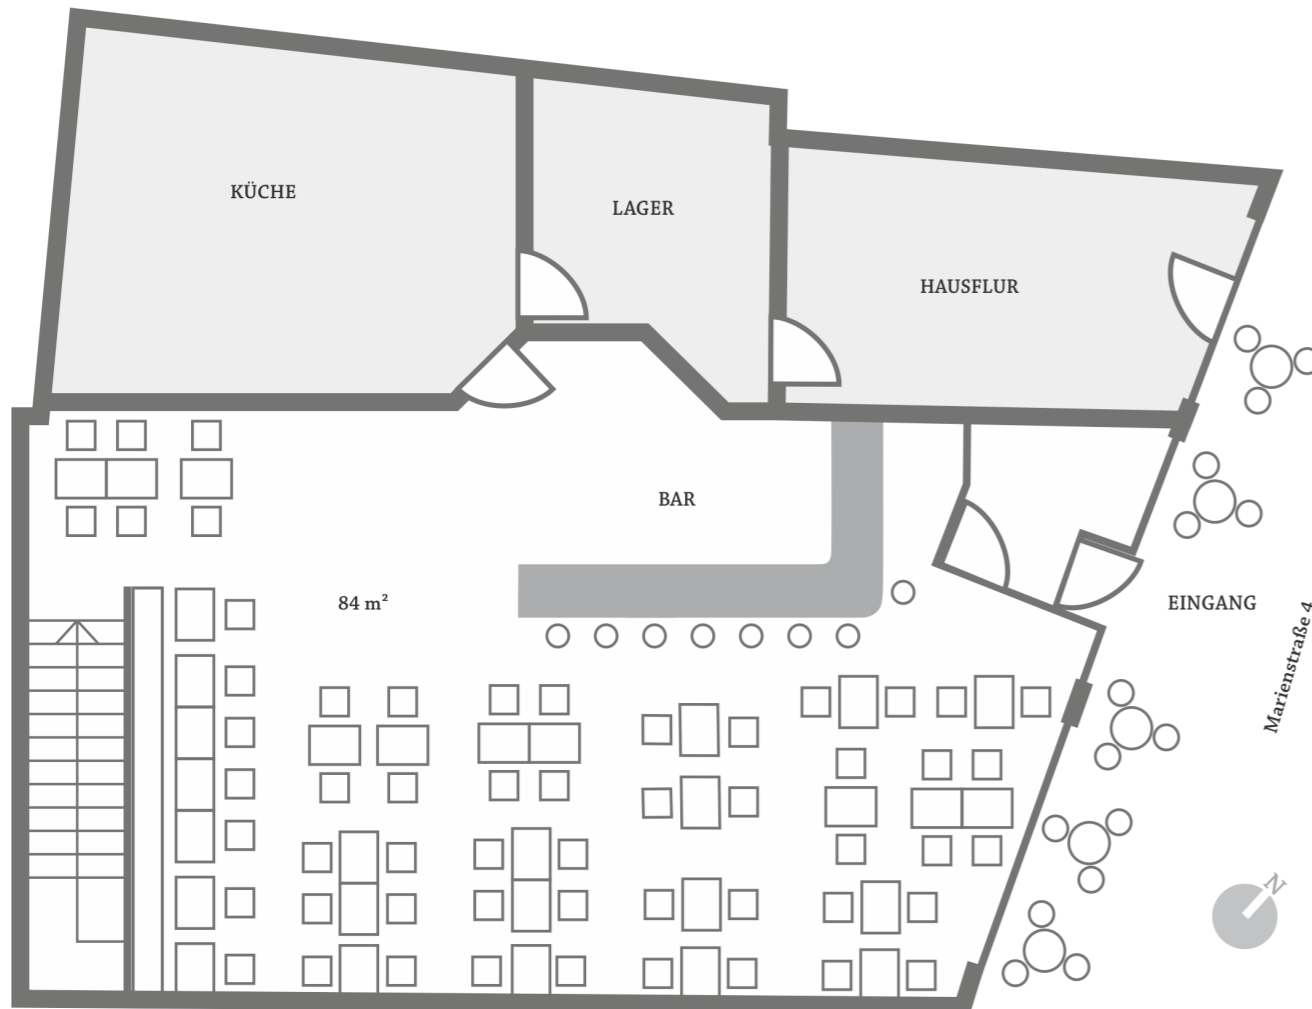 KÜCHE
LAGER
HAUSFLUR
BAR
84 m²
EINGANG
Marienstraße 4
N